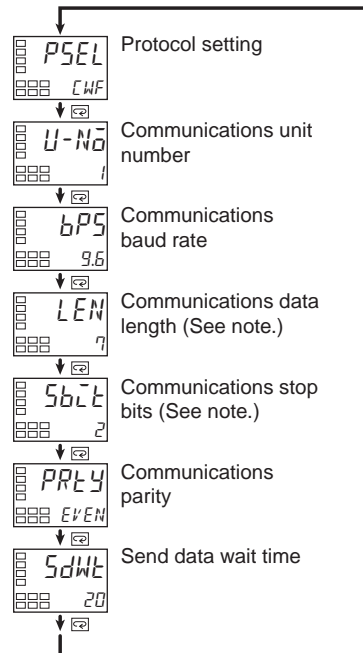 PSEL
CWF
Protocol setting
U-No
1
Communications unit
number
bPS
9.6
Communications
baud rate
LEN
7
Communications data
length (See note.)
Sbit
2
Communications stop
bits (See note.)
PRtY
EVEN
Communications
parity
SdWt
20
Send data wait time